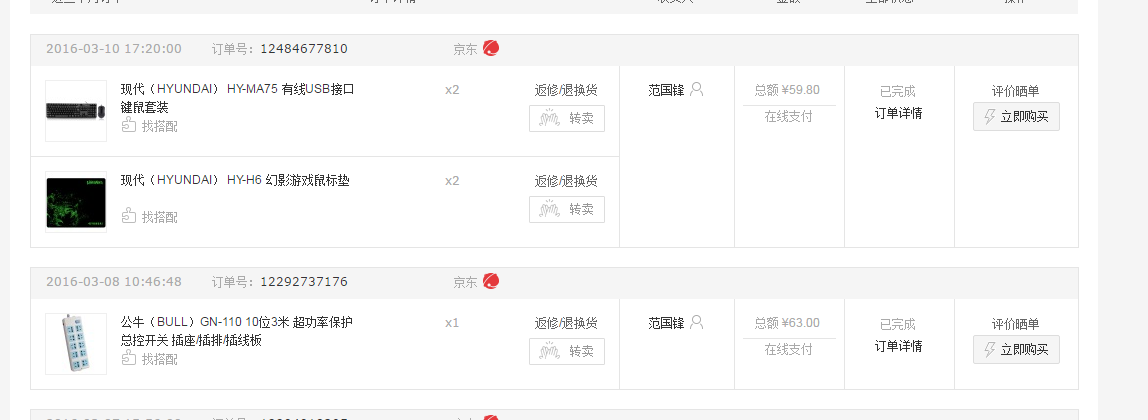 2016-03-10 17:20:00 订单号：12484677810 京东
现代（HYUNDAI） HY-MA75 有线USB接口 x2 返修/退换货 范国锋 总额 ¥59.80 已完成 评价晒单
键鼠套装 转卖 在线支付 订单详情 立即购买
找搭配
现代（HYUNDAI） HY-H6 幻影游戏鼠标垫 x2 返修/退换货
找搭配 转卖
2016-03-08 10:46:48 订单号：12292737176 京东
公牛（BULL）GN-110 10位3米 超功率保护 x1 返修/退换货 范国锋 总额 ¥63.00 已完成 评价晒单
总控开关 插座/插排/插线板 转卖 在线支付 订单详情 立即购买
找搭配